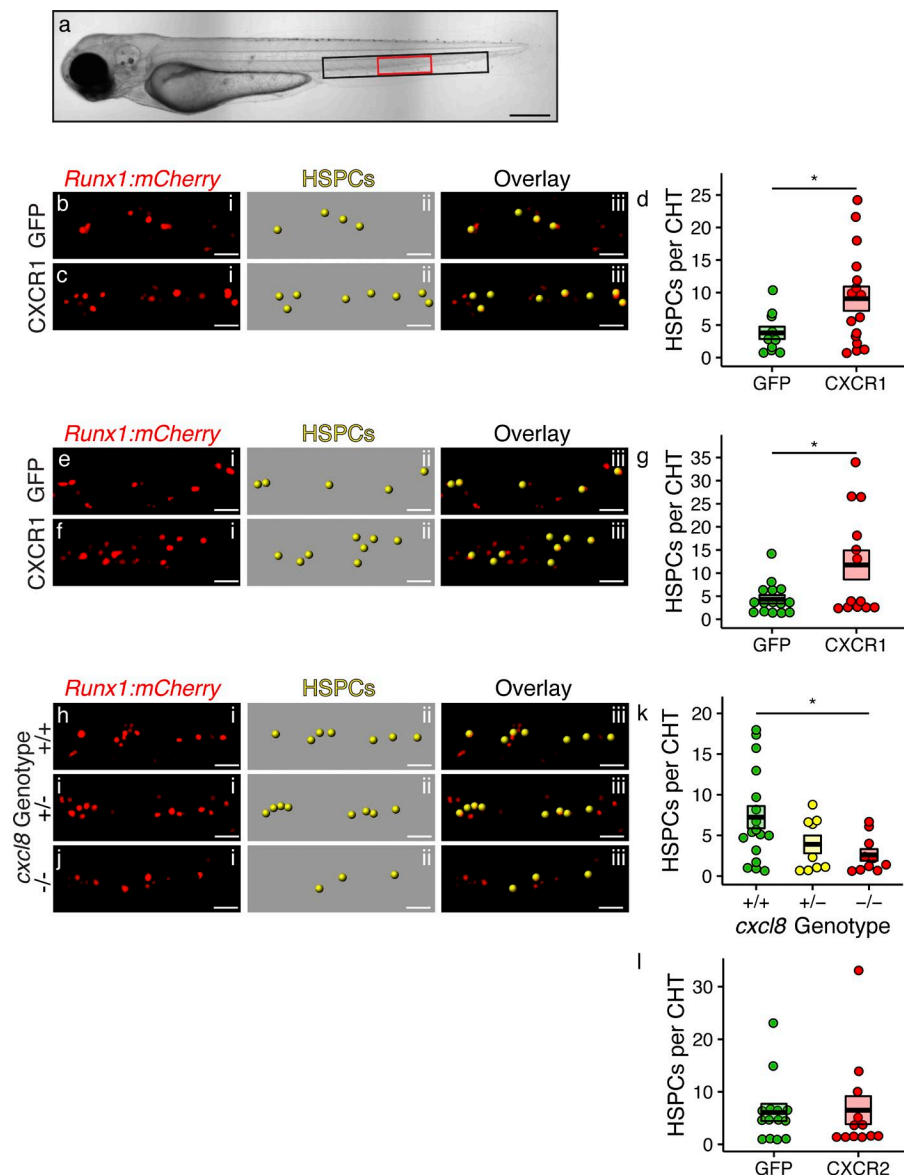 a
Runx1:mCherry HSPCs Overlay
GFP b i ii iii
CXCR1 c i ii iii
d
HSPCs per CHT
25
20
15
10
5
0
*
GFP CXCR1
Runx1:mCherry HSPCs Overlay
GFP e i ii iii
CXCR1 f i ii iii
g
HSPCs per CHT
35
30
25
20
15
10
5
0
*
GFP CXCR1
Runx1:mCherry HSPCs Overlay
cxcl8 Genotype
+/+ h i ii iii
+/- i i ii iii
-/- j i ii iii
k
HSPCs per CHT
20
15
10
5
0
*
+/+ +/− −/−
cxcl8 Genotype
l
HSPCs per CHT
30
20
10
0
GFP CXCR2